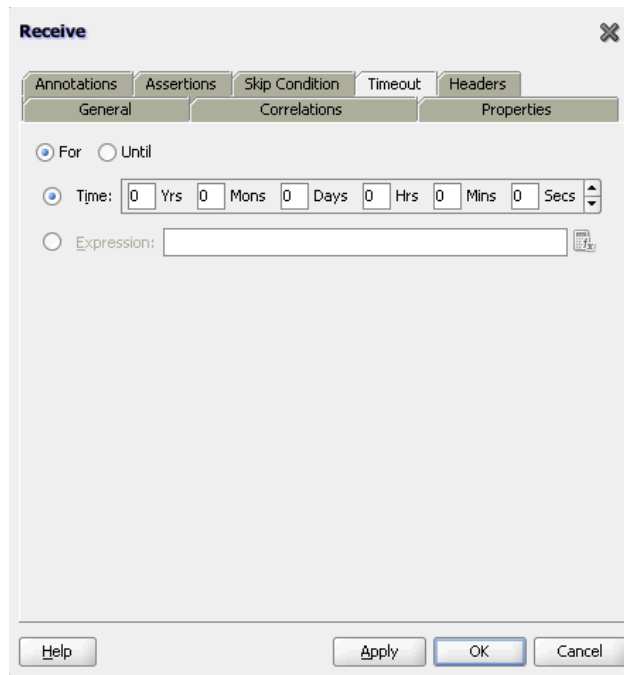 Receive
Annotations Assertions Skip Condition Timeout Headers
General Correlations Properties
For Until
Time: 0 Yrs 0 Mons 0 Days 0 Hrs 0 Mins 0 Secs
Expression:
Help Apply OK Cancel